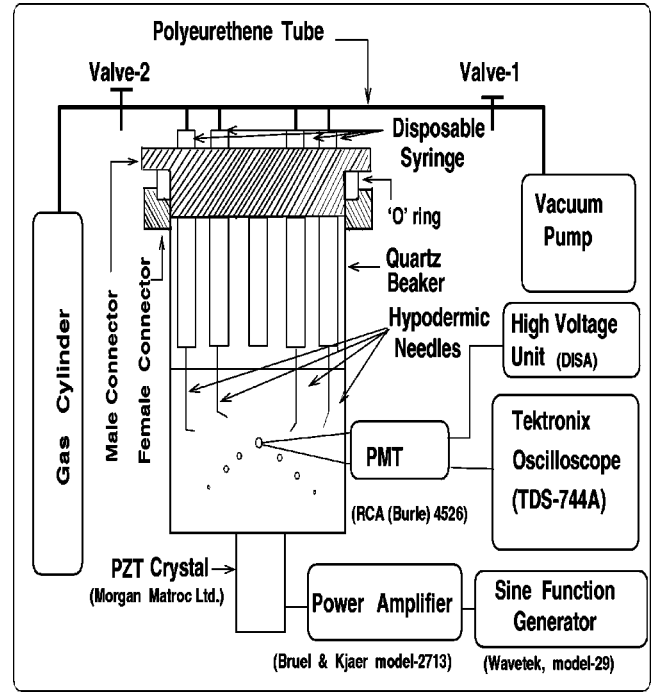 Polyeurethene Tube
Valve-2
Valve-1
Disposable
Syringe
'O' ring
Vacuum
Pump
Quartz
Beaker
Gas Cylinder
Male Connector
Female Connector
Hypodermic
Needles
High Voltage
Unit (DISA)
PMT
Tektronix
Oscilloscope
(TDS-744A)
(RCA (Burle) 4526)
PZT Crystal
(Morgan Matroc Ltd.)
Power Amplifier
Sine Function
Generator
(Bruel & Kjaer model-2713)
(Wavetek, model-29)